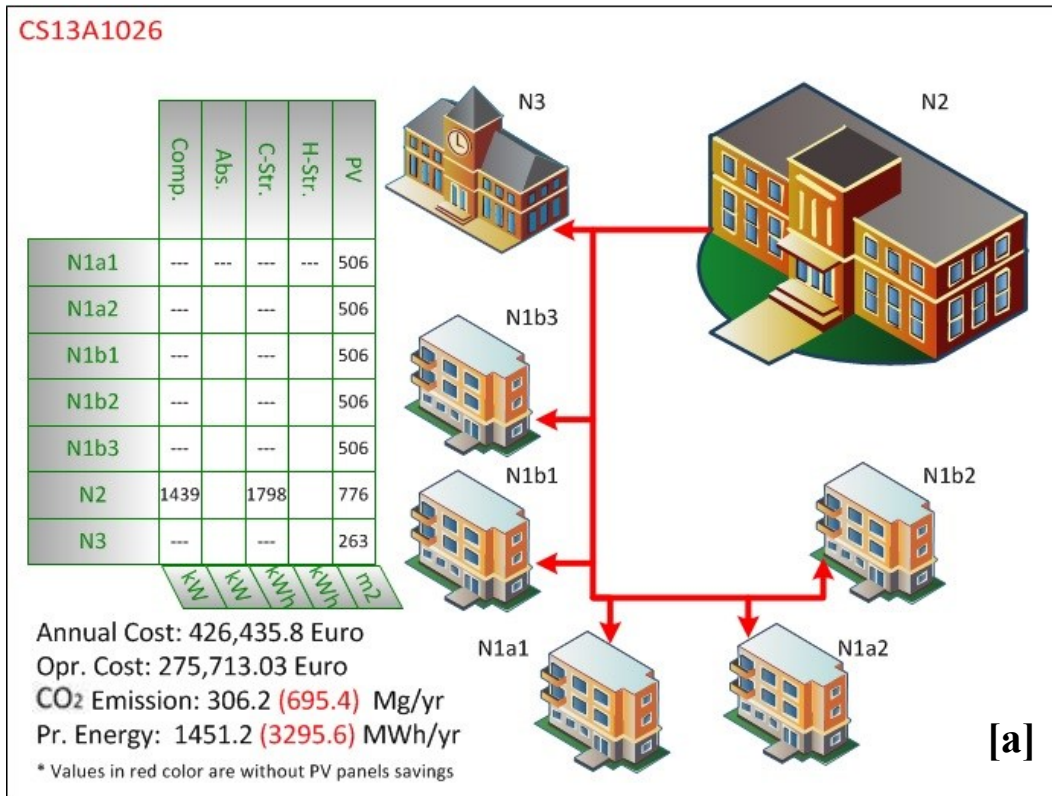 CS13A1026
Comp. Abs. C-Str. H-Str. PV
N1a1 --- --- --- --- 506
N1a2 --- --- 506
N1b1 --- --- 506
N1b2 --- --- 506
N1b3 --- --- 506
N2 1439 1798 776
N3 --- --- 263
kW kW kWh kWh m2
N3
N2
N1b3
N1b1
N1b2
N1a1
N1a2
Annual Cost: 426,435.8 Euro
Opr. Cost: 275,713.03 Euro
CO2 Emission: 306.2 (695.4) Mg/yr
Pr. Energy: 1451.2 (3295.6) MWh/yr
* Values in red color are without PV panels savings
[a]